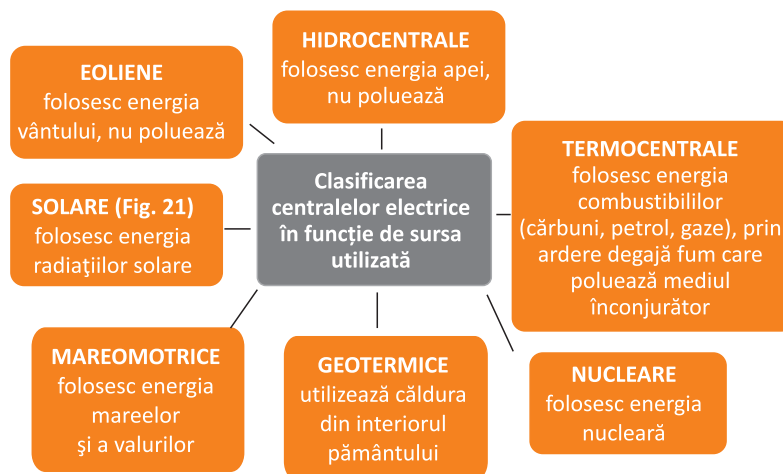 HIDROCENTRALE
folosesc energia apei,
nu poluează
EOLIENE
folosesc energia
vântului, nu poluează
TERMOCENTRALE
folosesc energia
combustibililor
(cărbuni, petrol, gaze), prin
ardere degajă fum care
poluează mediul
înconjurător
Clasificarea
centralelor electrice
în funcție de sursa
utilizată
SOLARE (Fig. 21)
folosesc energia
radiaţiilor solare
MAREOMOTRICE
folosesc energia
mareelor
şi a valurilor
GEOTERMICE
utilizează căldura
din interiorul
pământului
NUCLEARE
folosesc energia
nucleară